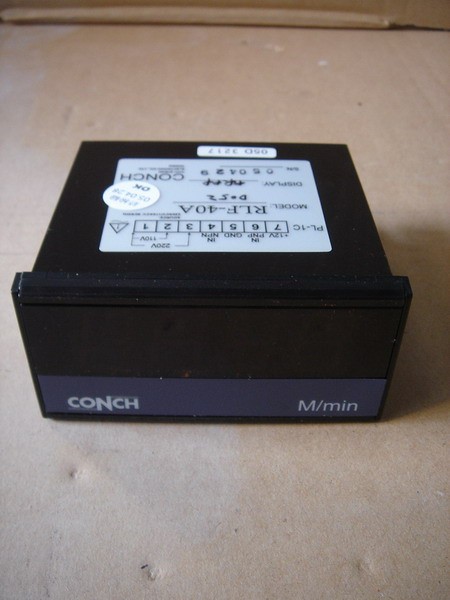 CONCH
M/min
PL-1C
7 6 5 4 3 2 1
+12V PNP IN GND NPN IN 220V 110V
MODEL: RLF-40A
DISPLAY:
S/N: 050429
CONCH
OK
05D 3217